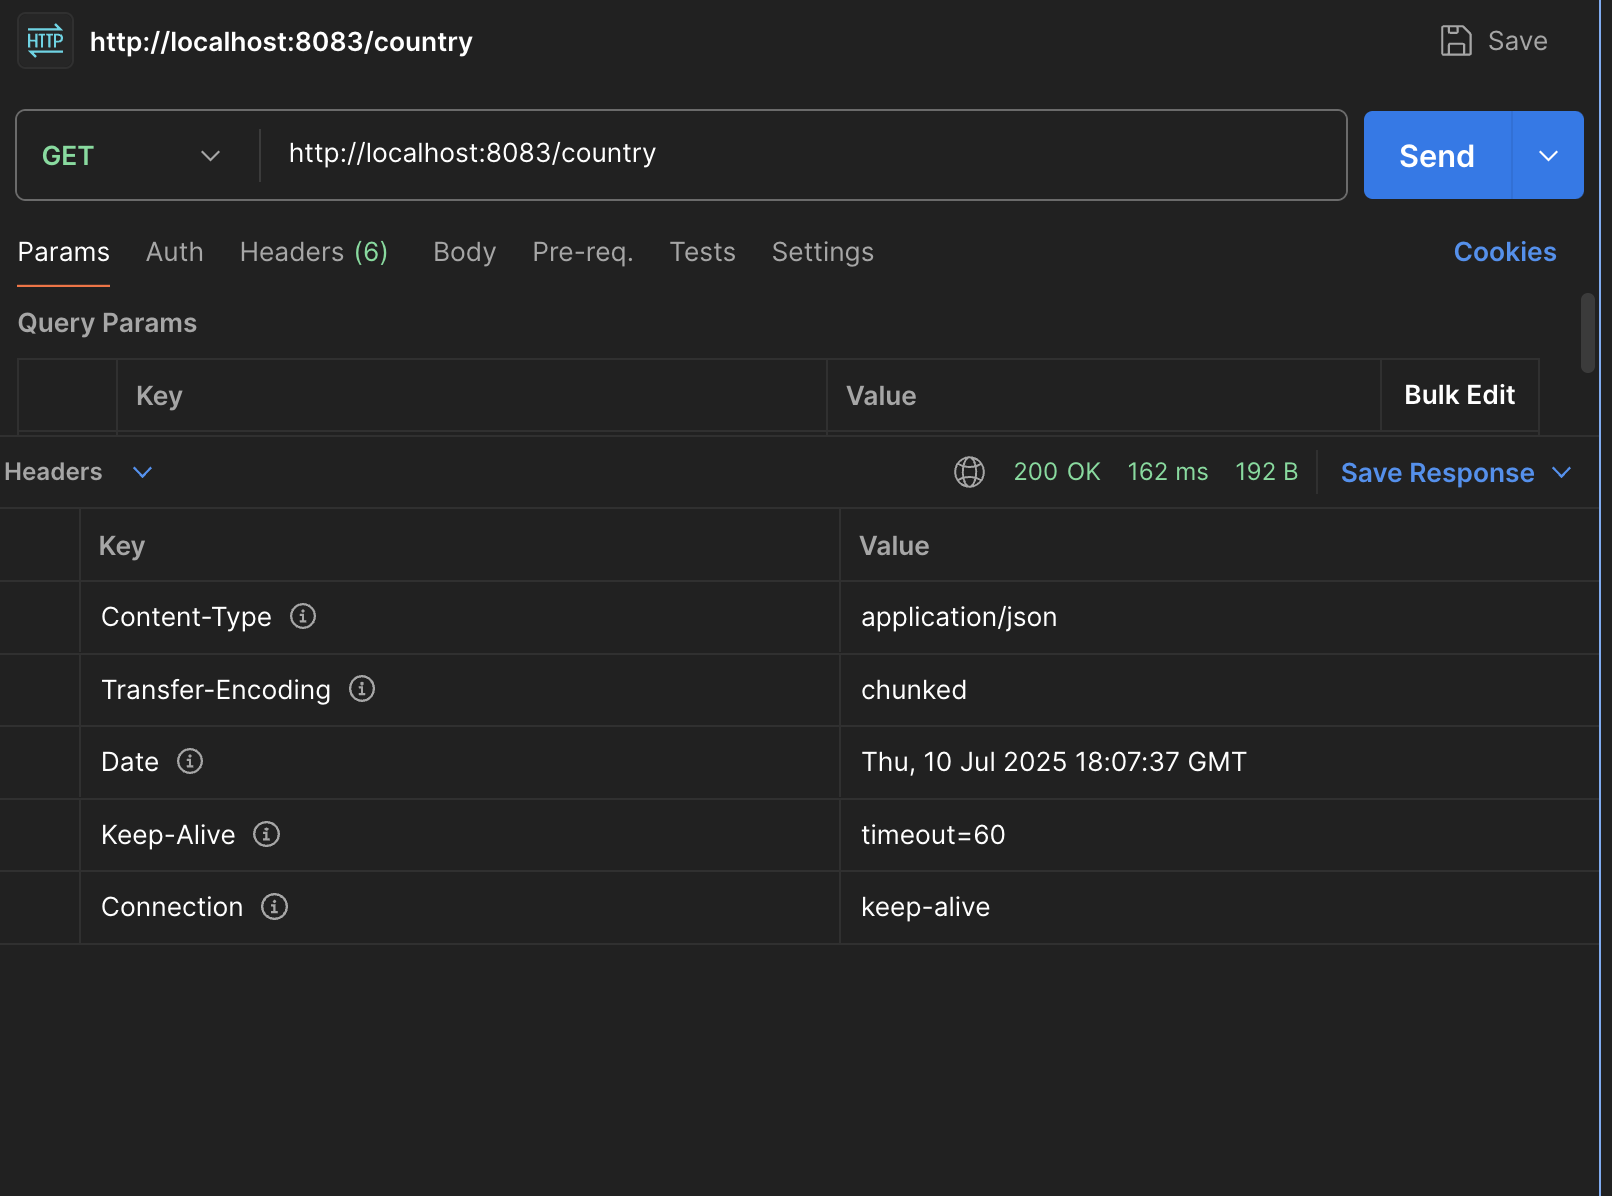 HTTP http://localhost:8083/country Save
GET http://localhost:8083/country Send
Params Auth Headers (6) Body Pre-req. Tests Settings Cookies
Query Params
Key Value Bulk Edit
Headers 200 OK 162 ms 192 B Save Response
Key Value
Content-Type application/json
Transfer-Encoding chunked
Date Thu, 10 Jul 2025 18:07:37 GMT
Keep-Alive timeout=60
Connection keep-alive